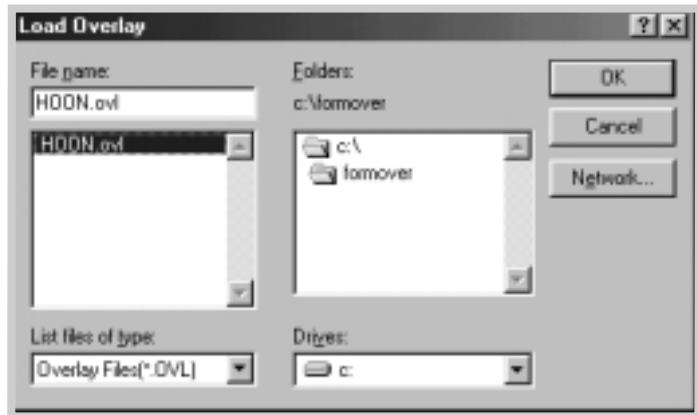 Load Overlay
File name:
HOON.ovl
HOON.ovl
List files of type:
Overlay Files(*.OVL)
Folders:
c:\formover
c:\
formover
Drives:
c:
OK
Cancel
Network...